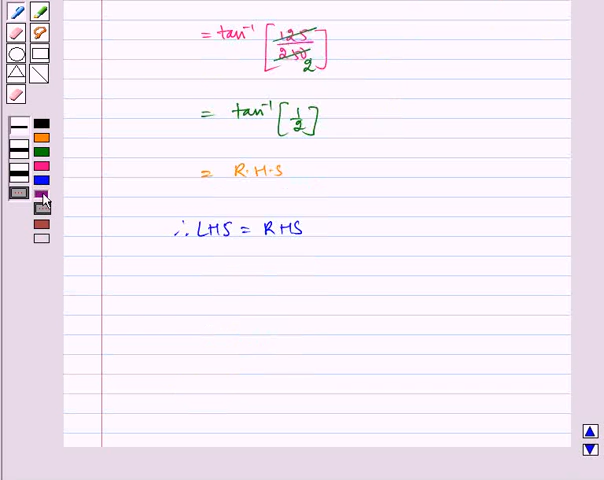 = tan⁻¹ [125/250 2]
= tan⁻¹ [1/2]
= R.H.S
∴ LHS = RHS